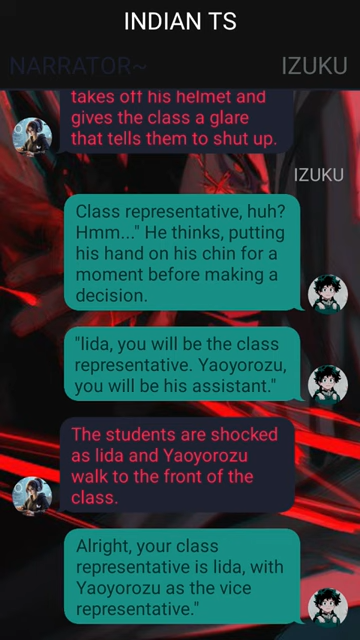 INDIAN TS
NARRATOR~
IZUKU
takes off his helmet and
gives the class a glare
that tells them to shut up.
IZUKU
Class representative, huh?
Hmm..." He thinks, putting
his hand on his chin for a
moment before making a
decision.
"Iida, you will be the class
representative. Yaoyorozu,
you will be his assistant."
The students are shocked
as Iida and Yaoyorozu
walk to the front of the
class.
Alright, your class
representative is Iida, with
Yaoyorozu as the vice
representative."